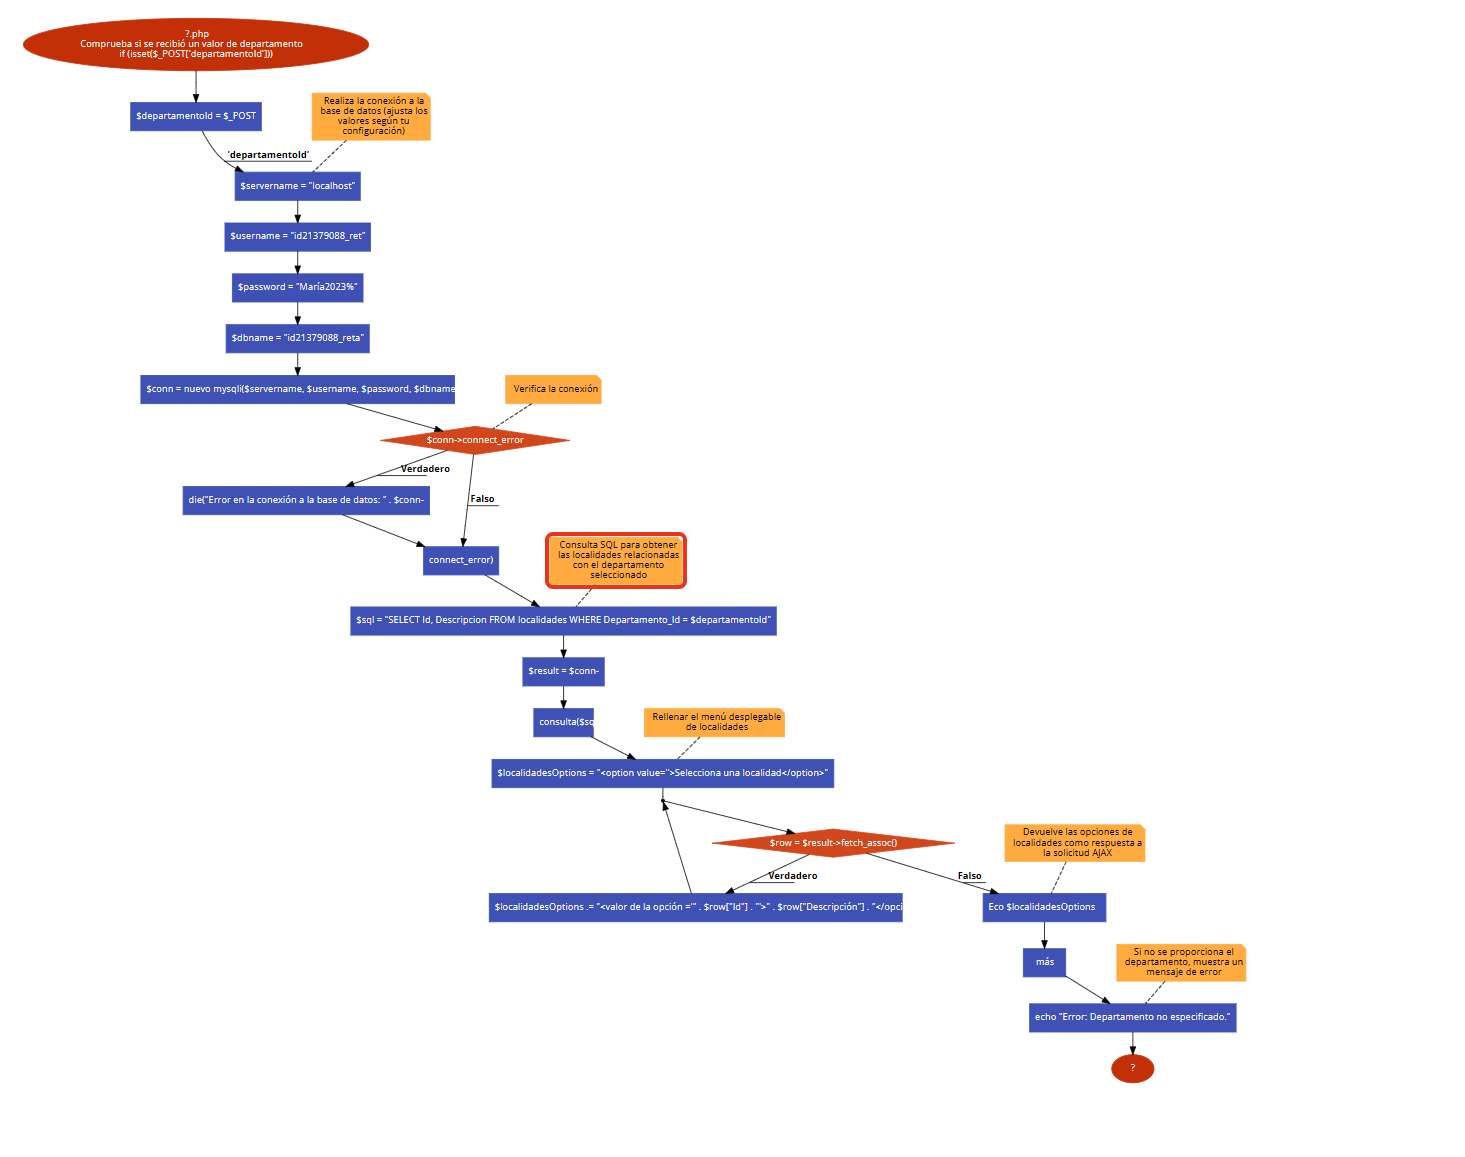 ?.php
Comprueba si se recibió un valor de departamento
if (isset($_POST['departamentoId']))
$departamentoId = $_POST
Realiza la conexión a la
base de datos (ajusta los
valores según tu
configuración)
'departamentoId'
$servername = "localhost"
$username = "id21379088_ret"
$password = "María2023%"
$dbname = "id21379088_reta"
$conn = nuevo mysqli($servername, $username, $password, $dbname
Verifica la conexión
$conn->connect_error
Verdadero
die("Error en la conexión a la base de datos: " . $conn-
Falso
connect_error)
Consulta SQL para obtener
las localidades relacionadas
con el departamento
seleccionado
$sql = "SELECT Id, Descripcion FROM localidades WHERE Departamento_Id = $departamentoId"
$result = $conn-
consulta($sq
Rellenar el menú desplegable
de localidades
$localidadesOptions = "<option value=''>Selecciona una localidad</option>"
$row = $result->fetch_assoc()
Devuelve las opciones de
localidades como respuesta a
la solicitud AJAX
Verdadero
Falso
$localidadesOptions .= "<valor de la opción ='" . $row["Id"] . "'>" . $row["Descripción"] . "</opci
Eco $localidadesOptions
más
Si no se proporciona el
departamento, muestra un
mensaje de error
echo "Error: Departamento no especificado."
?